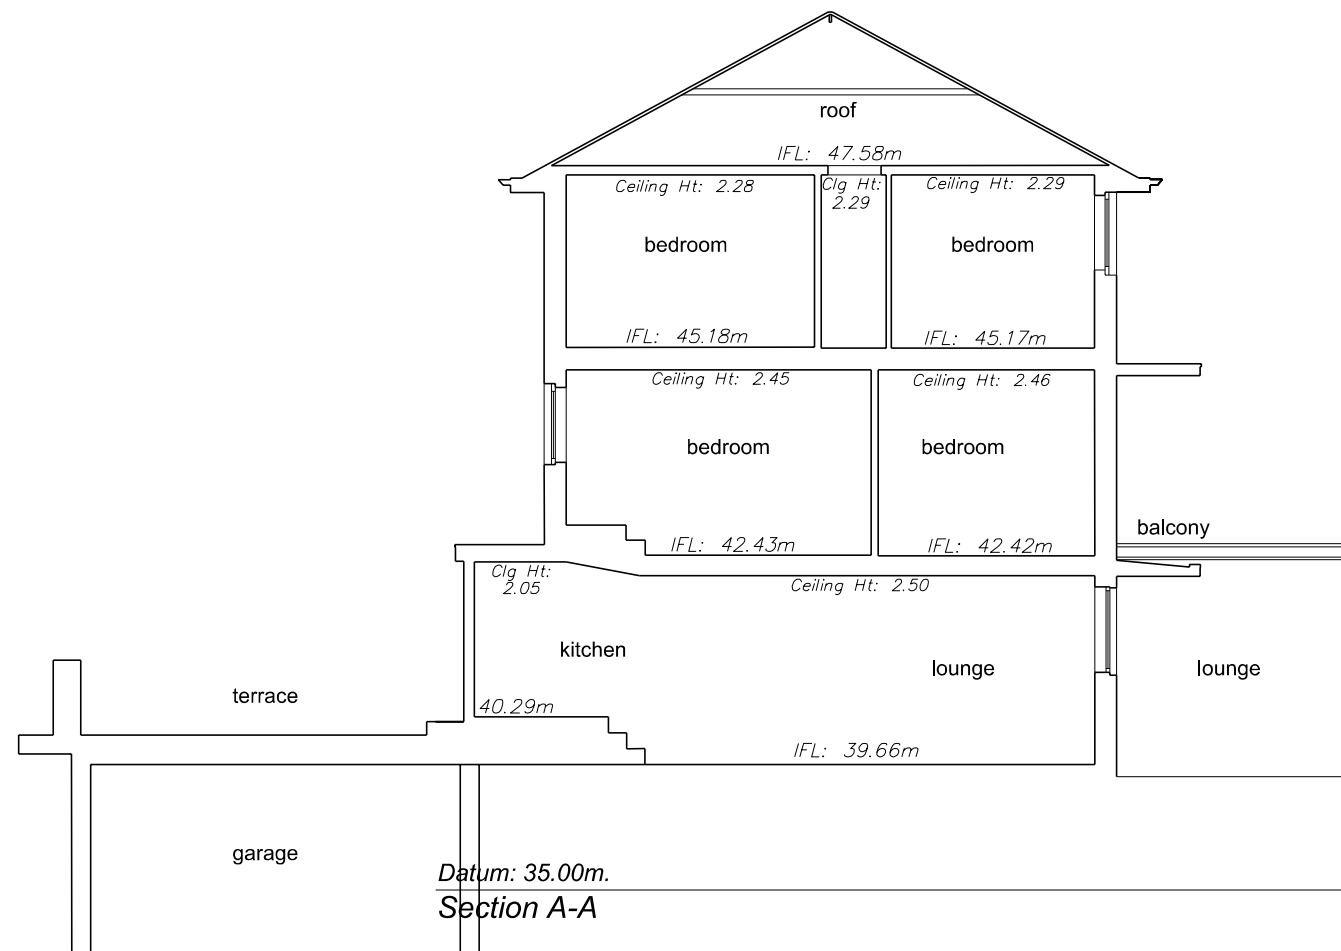 roof
IFL: 47.58m
Ceiling Ht: 2.28
Clg Ht:
2.29
Ceiling Ht: 2.29
bedroom
bedroom
IFL: 45.18m
IFL: 45.17m
Ceiling Ht: 2.45
Ceiling Ht: 2.46
bedroom
bedroom
balcony
IFL: 42.43m
IFL: 42.42m
Clg Ht:
2.05
Ceiling Ht: 2.50
kitchen
lounge
lounge
terrace
40.29m
IFL: 39.66m
garage
Datum: 35.00m.
Section A-A